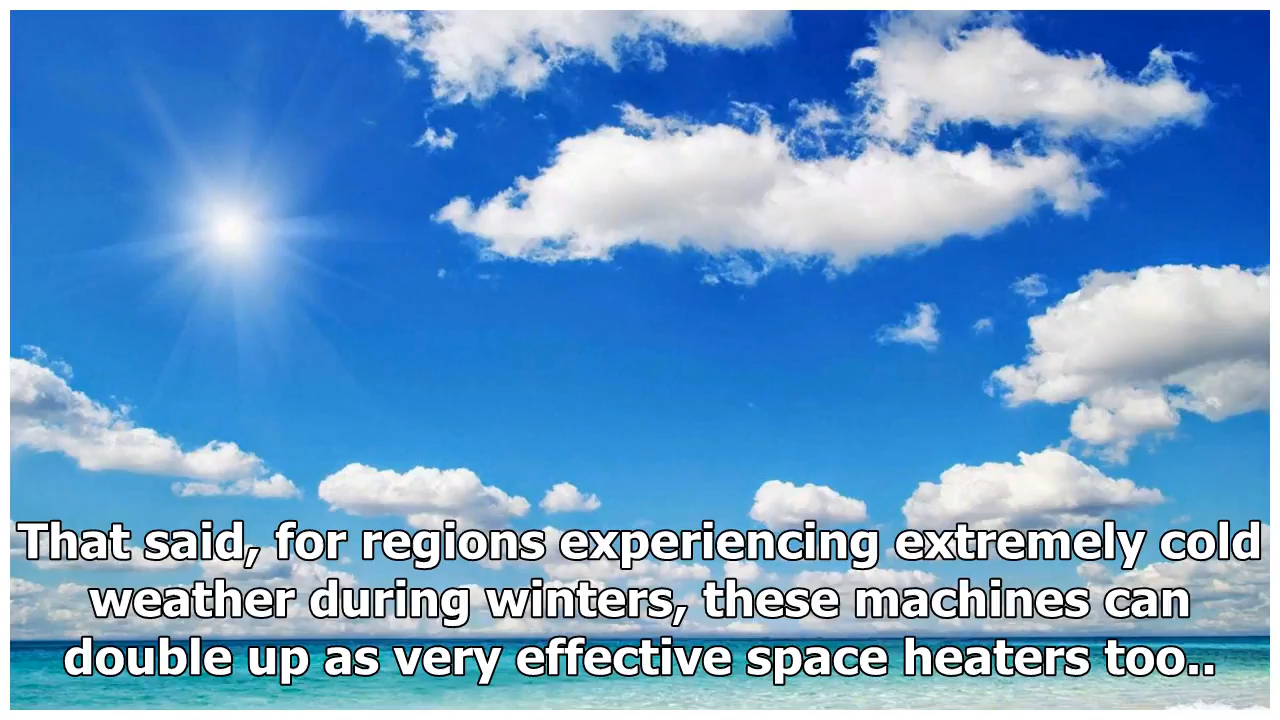 That said, for regions experiencing extremely cold
weather during winters, these machines can
double up as very effective space heaters too..